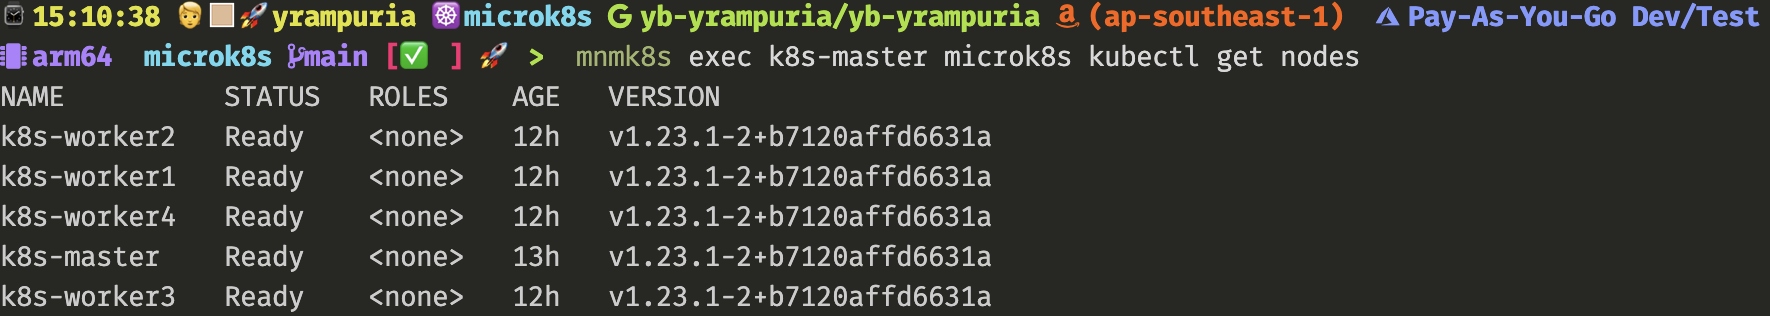 15:10:38 yrampuria microk8s yb-yrampuria/yb-yrampuria (ap-southeast-1) Pay-As-You-Go Dev/Test
arm64 microk8s main [✅ ] 🚀 > mnmk8s exec k8s-master microk8s kubectl get nodes
NAME STATUS ROLES AGE VERSION
k8s-worker2 Ready <none> 12h v1.23.1-2+b7120affd6631a
k8s-worker1 Ready <none> 12h v1.23.1-2+b7120affd6631a
k8s-worker4 Ready <none> 12h v1.23.1-2+b7120affd6631a
k8s-master Ready <none> 13h v1.23.1-2+b7120affd6631a
k8s-worker3 Ready <none> 12h v1.23.1-2+b7120affd6631a